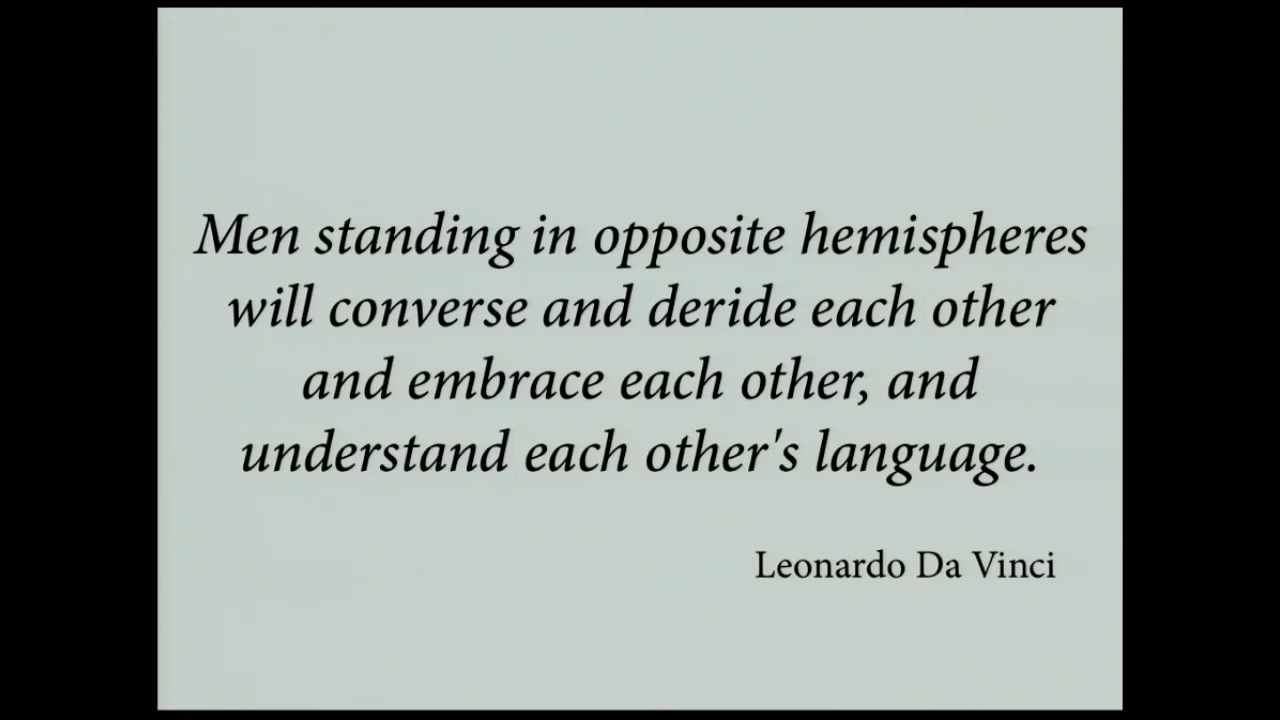 Men standing in opposite hemispheres
will converse and deride each other
and embrace each other, and
understand each other's language.
Leonardo Da Vinci